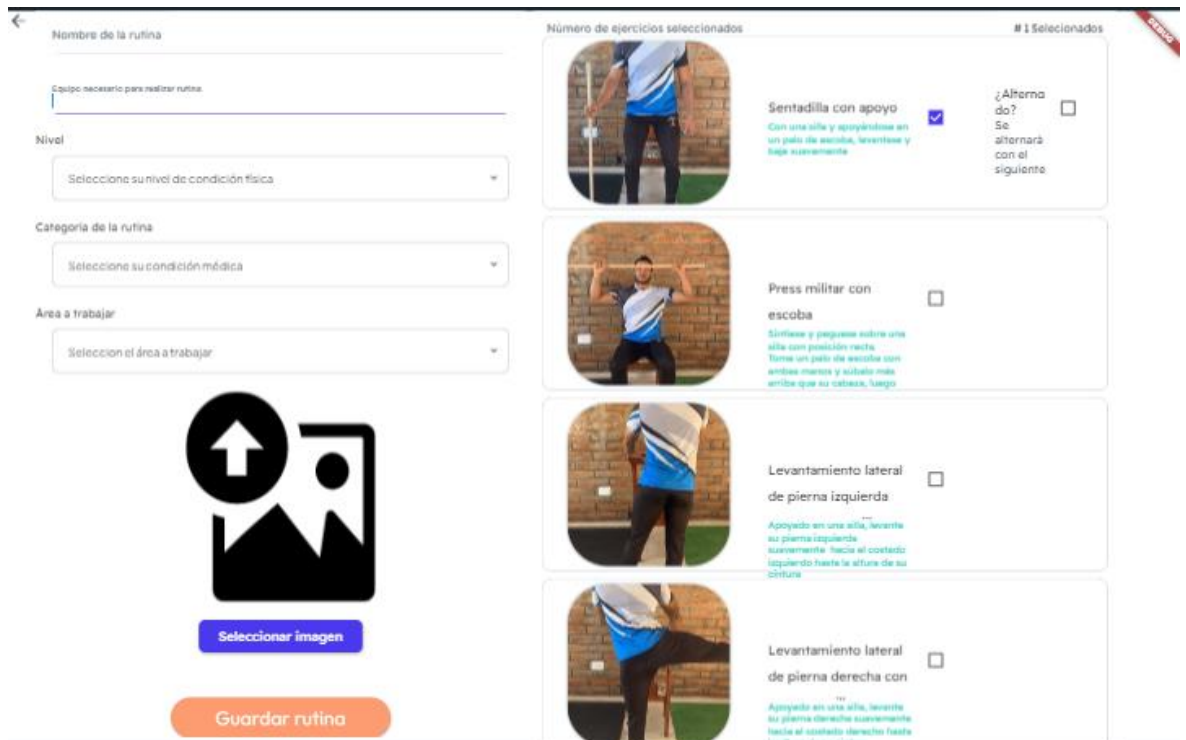 Nombre de la rutina
Equipo necesario para realizar rutina
Nivel
Seleccione su nivel de condición física
Categoría de la rutina
Seleccione su condición médica
Área a trabajar
Seleccion el área a trabajar
Seleccionar imagen
Guardar rutina
Número de ejercicios seleccionados
# 1 Selecionados
DEBUG
Sentadilla con apoyo
Con una silla y apoyándose en
un palo de escoba, levantese y
baje suavemente
¿Alterna
do?
Se
alternará
con el
siguiente
Press militar con
escoba
Sintiese y peguese sobre una
silla con posición recta.
Tome un palo de escoba con
ambas manos y súbalo más
arriba que su cabeza, luego
Levantamiento lateral
de pierna izquierda
...
Apoyado en una silla, levante
su pierna izquierda
suavemente hacia el costado
izquierdo hasta la altura de su
cintura
Levantamiento lateral
de pierna derecha con
...
Apoyado en una silla, levante
su pierna derecha suavemente
hacia el costado derecho hasta